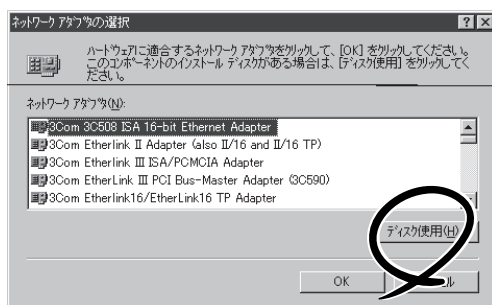 ネットワーク アダプタの選択
ハードウェアに適合するネットワーク アダプタをクリックして、[OK] をクリックしてください。
このコンポーネントのインストール ディスクがある場合は、[ディスク使用] をクリックして
ください。
ネットワーク アダプタ(N):
3Com 3C508 ISA 16-bit Ethernet Adapter
3Com Etherlink II Adapter (also II/16 and II/16 TP)
3Com EtherLink III ISA/PCMCIA Adapter
3Com EtherLink III PCI Bus-Master Adapter (3C590)
3Com Etherlink16/EtherLink16 TP Adapter
ディスク使用(H)
OK